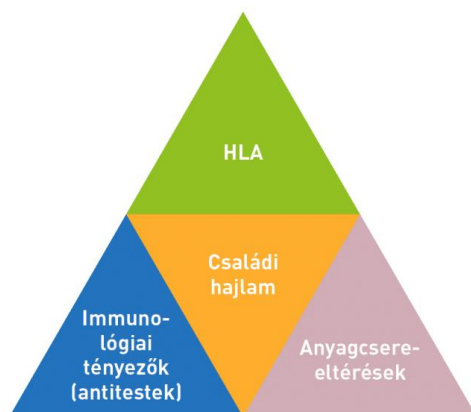 HLA
Családi
hajlam
Immuno-
lógiai
tényezők
(antitestek)
Anyagcsere-
eltérések